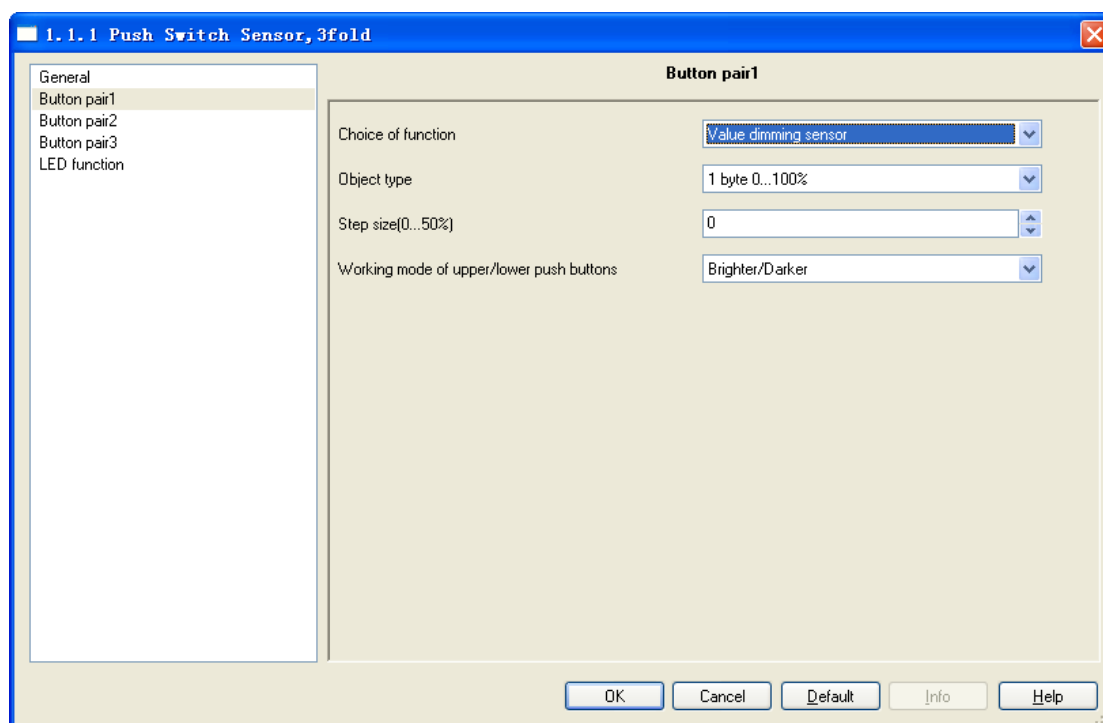 1.1.1 Push Switch Sensor,3fold
General
Button pair1
Button pair2
Button pair3
LED function
Button pair1
Choice of function Value dimming sensor
Object type 1 byte 0...100%
Step size(0...50%) 0
Working mode of upper/lower push buttons Brighter/Darker
OK Cancel Default Info Help